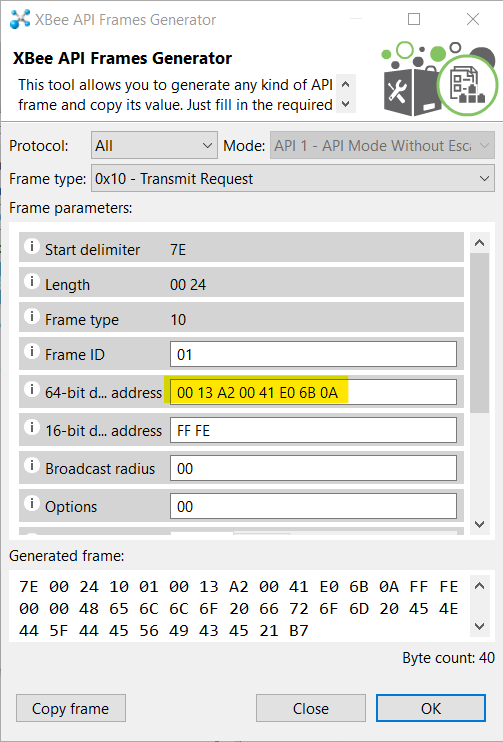 XBee API Frames Generator
XBee API Frames Generator
This tool allows you to generate any kind of API
frame and copy its value. Just fill in the required
Protocol: All Mode: API 1 - API Mode Without Esca
Frame type: 0x10 - Transmit Request
Frame parameters:
i Start delimiter 7E
i Length 00 24
i Frame type 10
i Frame ID 01
i 64-bit d... address 00 13 A2 00 41 E0 6B 0A
i 16-bit d... address FF FE
i Broadcast radius 00
i Options 00
Generated frame:
7E 00 24 10 01 00 13 A2 00 41 E0 6B 0A FF FE
00 00 48 65 6C 6C 6F 20 66 72 6F 6D 20 45 4E
44 5F 44 45 56 49 43 45 21 B7
Byte count: 40
Copy frame Close OK